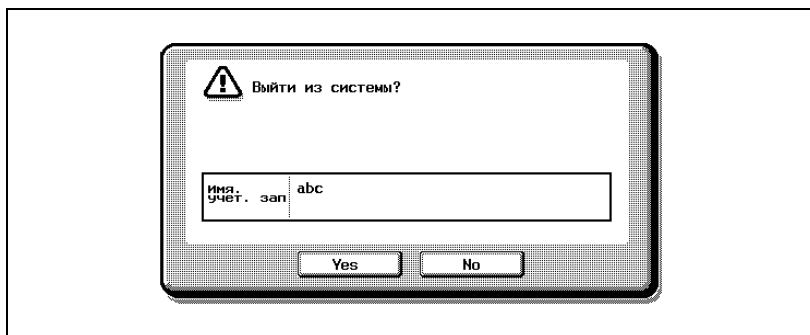 Выйти из системы?
Имя. abc
учет. зап
Yes No